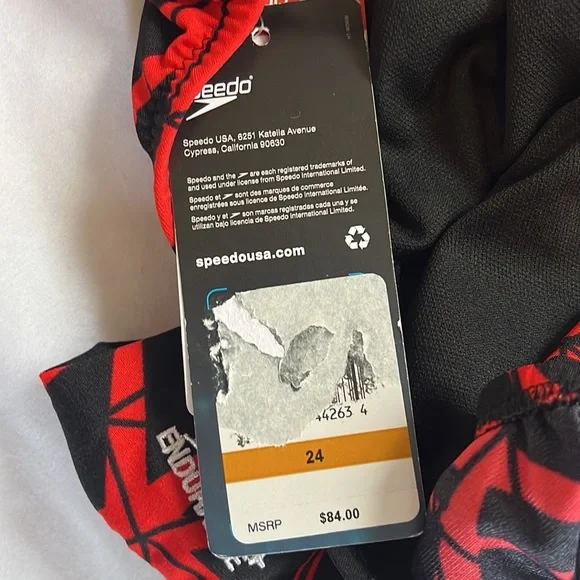 speedo®
Speedo USA, 6251 Katella Avenue
Cypress, California 90630
Speedo and the are each registered trademarks of
and used under license from Speedo International Limited.
Speedo et sont des marques de commerce
enregistrées sous licence de Speedo International Limitée.
Speedo y et son marcas registradas cada una y se
utilizan bajo licencia de Speedo International Limited.
speedousa.com
44263 4
24
MSRP $84.00
ENDUR